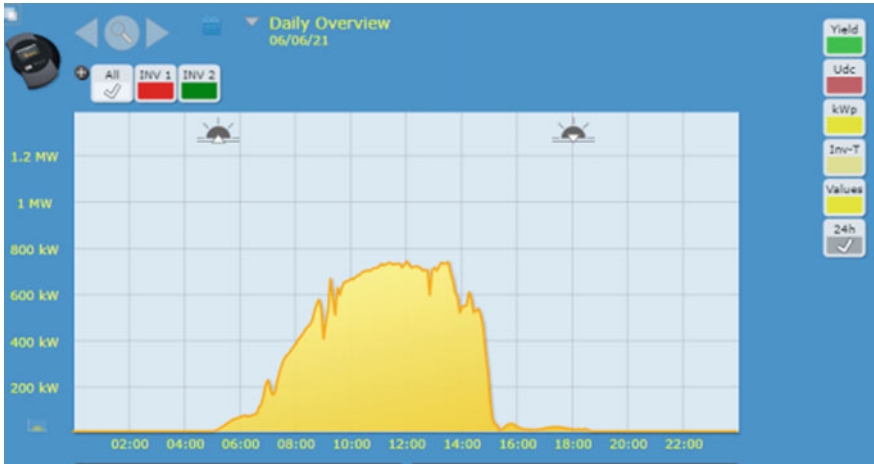 Daily Overview
06/06/21
All INV 1 INV 2
Yield
Udc
kWp
Inv-T
Values
24h
1.2 MW
1 MW
800 kW
600 kW
400 kW
200 kW
02:00 04:00 06:00 08:00 10:00 12:00 14:00 16:00 18:00 20:00 22:00